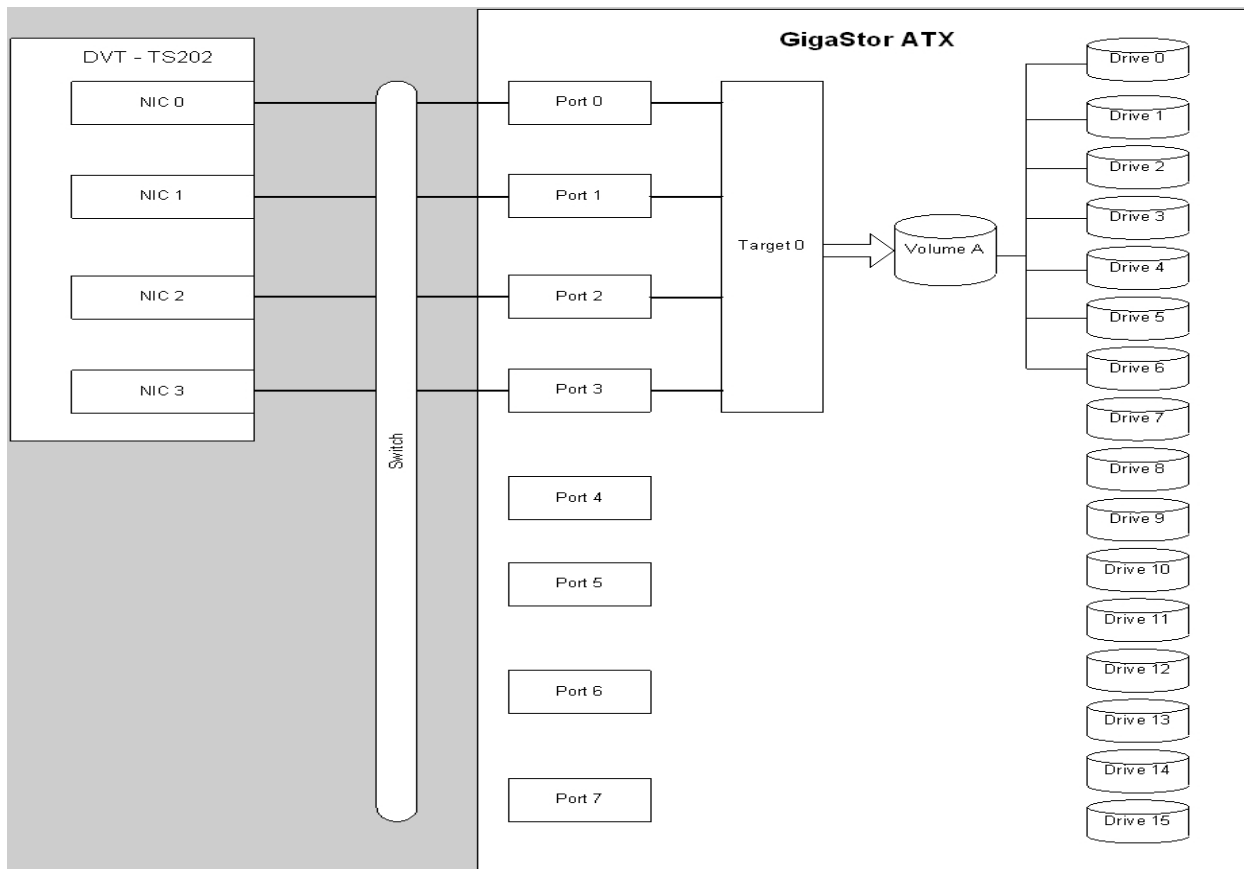 GigaStor ATX
DVT - TS202
NIC 0
NIC 1
NIC 2
NIC 3
Switch
Port 0
Port 1
Port 2
Port 3
Port 4
Port 5
Port 6
Port 7
Target 0
Volume A
Drive 0
Drive 1
Drive 2
Drive 3
Drive 4
Drive 5
Drive 6
Drive 7
Drive 8
Drive 9
Drive 10
Drive 11
Drive 12
Drive 13
Drive 14
Drive 15